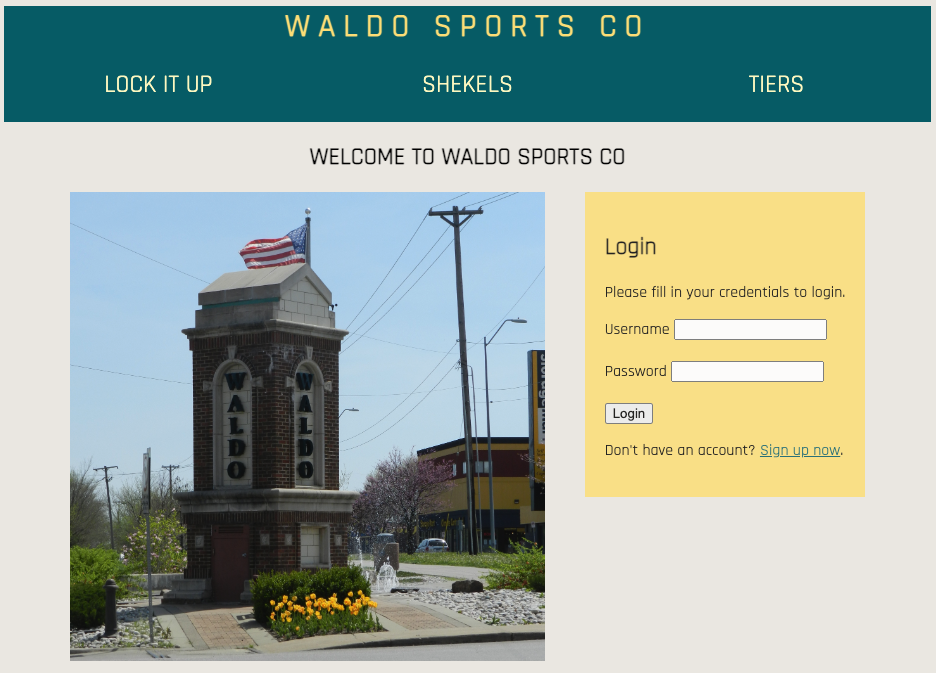 WALDO SPORTS CO
LOCK IT UP SHEKELS TIERS
WELCOME TO WALDO SPORTS CO
WALDO
WALDO
Login
Please fill in your credentials to login.
Username
Password
Login
Don't have an account? Sign up now.